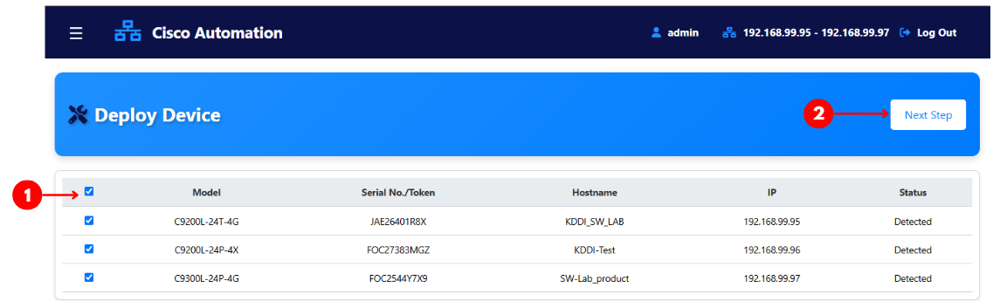 Cisco Automation admin 192.168.99.95 - 192.168.99.97 Log Out
Deploy Device 2 Next Step
1 Model Serial No./Token Hostname IP Status
C9200L-24T-4G JAE26401R8X KDDI_SW_LAB 192.168.99.95 Detected
C9200L-24P-4X FOC27383MGZ KDDI-Test 192.168.99.96 Detected
C9300L-24P-4G FOC2544Y7X9 SW-Lab_product 192.168.99.97 Detected